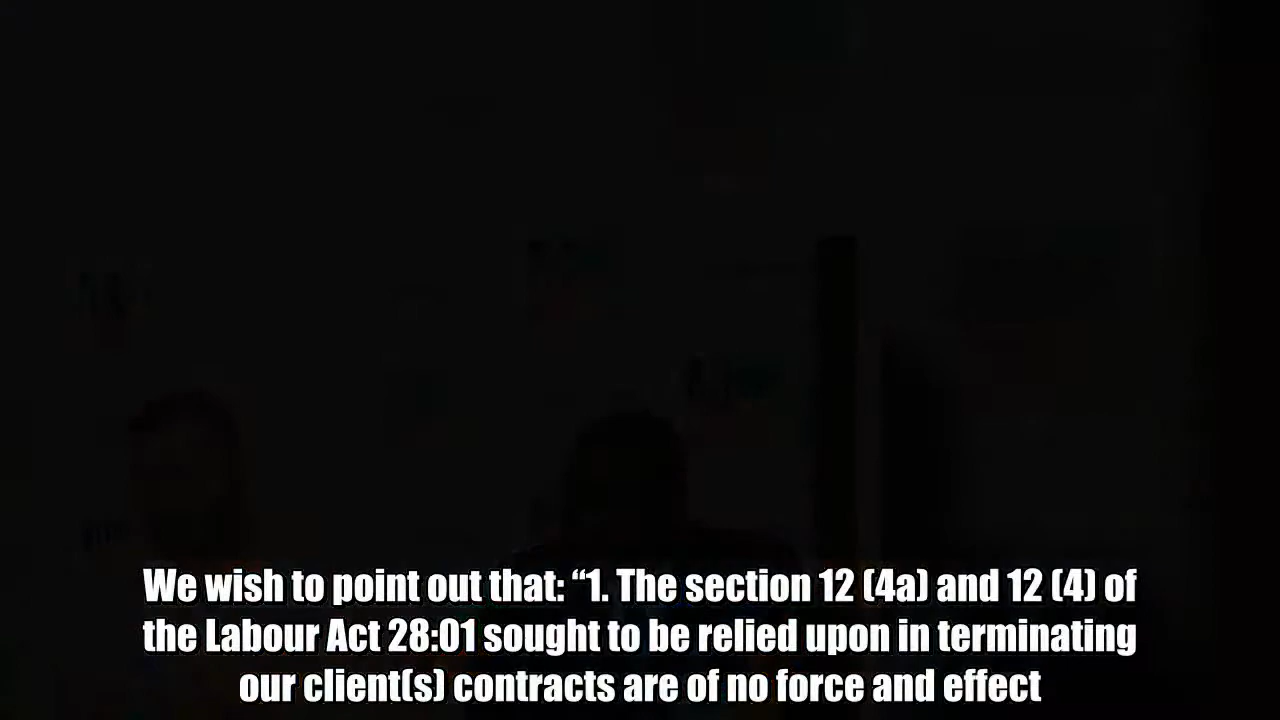 We wish to point out that: “1. The section 12 (4a) and 12 (4) of
the Labour Act 28:01 sought to be relied upon in terminating
our client(s) contracts are of no force and effect